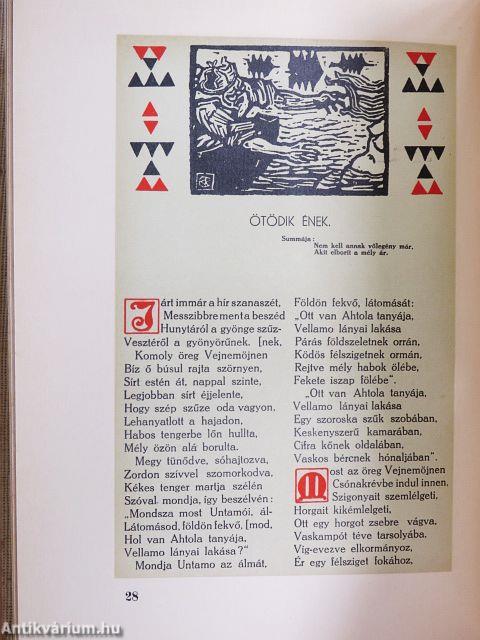 ÖTÖDIK ÉNEK.
Summája:
Nem kell annak vőlegény már,
Akit elborít a mély ár.
Járt immár a hír szanaszét,
Messzibbre ment a beszéd
Hunytáról a gyönge szűz-
Vesztéről a gyönyörűnek. [nek,
Komoly öreg Vejnemöjnen
Bíz ő búsul rajta szörnyen,
Sírt estén át, nappal szinte,
Legjobban sírt éjjelente,
Hogy szép szűze oda vagyon.
Lehanyatlott a hajadon,
Habos tengerbe lőn hullta,
Mély özön alá borulta.
Megy tünődve, sóhajtozva,
Zordon szívvel szomorkodva,
Kékes tenger martja szélén
Szóval mondja, így beszélvén:
„Mondsza most Untamói, ál-
Látomásod, földön fekvő, [mod,
Hol van Ahtola tanyája,
Vellamo lányai lakása?"
Mondja Untamo az álmát,
Földön fekvő, látomását:
„Ott van Ahtola tanyája,
Vellamo lányai lakása
Párás földszeletnek orrán,
Ködös félszigetnek ormán,
Rejtve mély habok ölébe,
Fekete iszap fölébe".
„Ott van Ahtola tanyája,
Vellamo lányai lakása
Egy szoroska szűk szobában,
Keskenyszerű kamarában,
Cifra kőnek oldalában,
Vaskos bércnek hónaljában".
Most az öreg Vejnemöjnen
Csónakrévbe indul innen.
Szigonyait szemlélgeti,
Horgait kikémlelgeti.
Ott egy horgot zsebre vágva,
Vaskampót téve tarsolyába.
Víg-evezve elkormányoz,
Ér egy félsziget fokához,
28
Antikvárium.hu